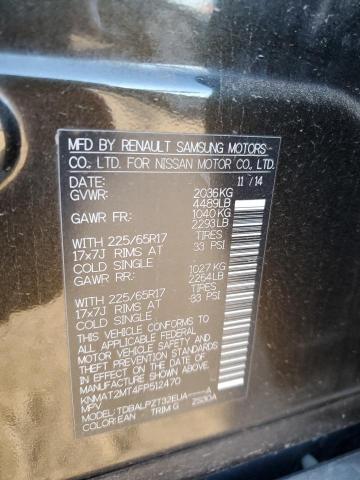 MFD BY RENAULT SAMSUNG MOTORS
CO., LTD. FOR NISSAN MOTOR CO., LTD.
DATE: 11/14
GVWR: 2036KG
4489LB
GAWR FR: 1040KG
2293LB
WITH 225/65R17 TIRES
17x7J RIMS AT 33 PSI
COLD SINGLE
GAWR RR: 1027KG
2264LB
WITH 225/65R17 TIRES
17x7J RIMS AT 33 PSI
COLD SINGLE
THIS VEHICLE CONFORMS TO ALL
APPLICABLE FEDERAL MOTOR VEHICLE
SAFETY, BUMPER, AND THEFT
PREVENTION STANDARDS IN EFFECT
ON THE DATE OF MANUFACTURE
SHOWN ABOVE.
KNMAT2MT4FP512470
MPV
MODEL: TDBALPZT32EUA-----A
COLOR:EAN TRIM:G